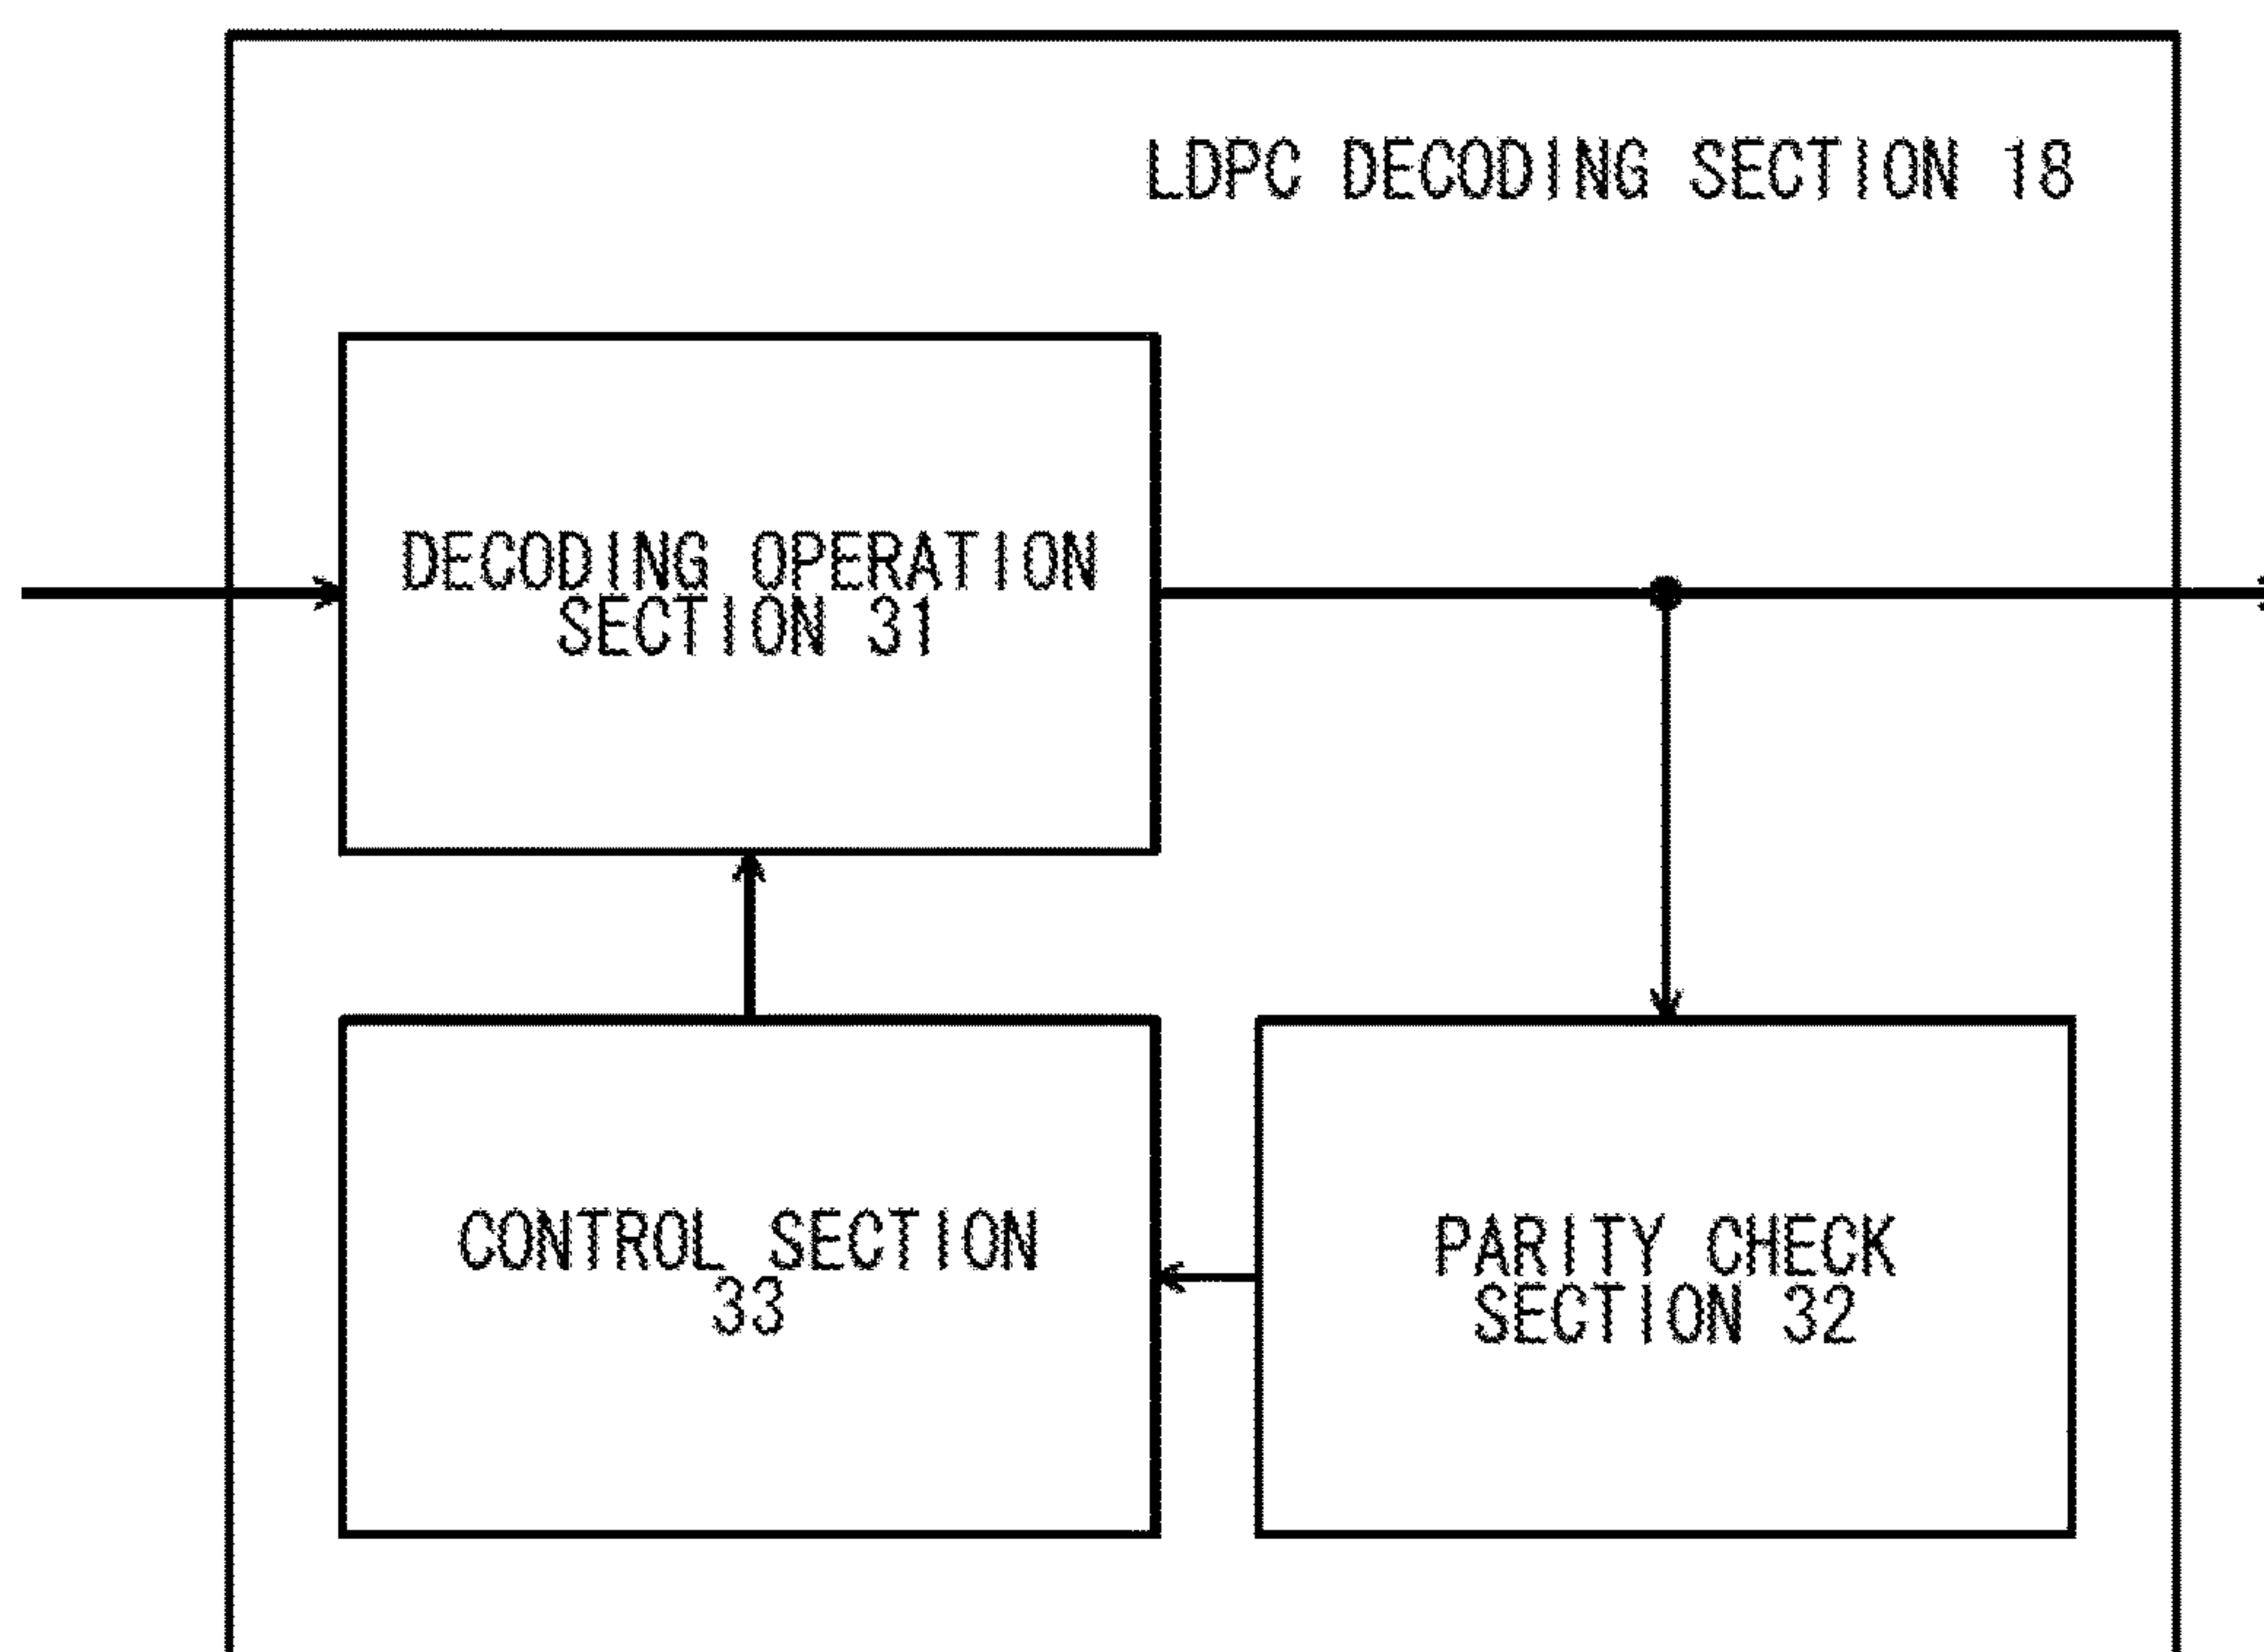 LDPC DECODING SECTION 18
DECODING OPERATION
SECTION 31
CONTROL SECTION
33
PARITY CHECK
SECTION 32